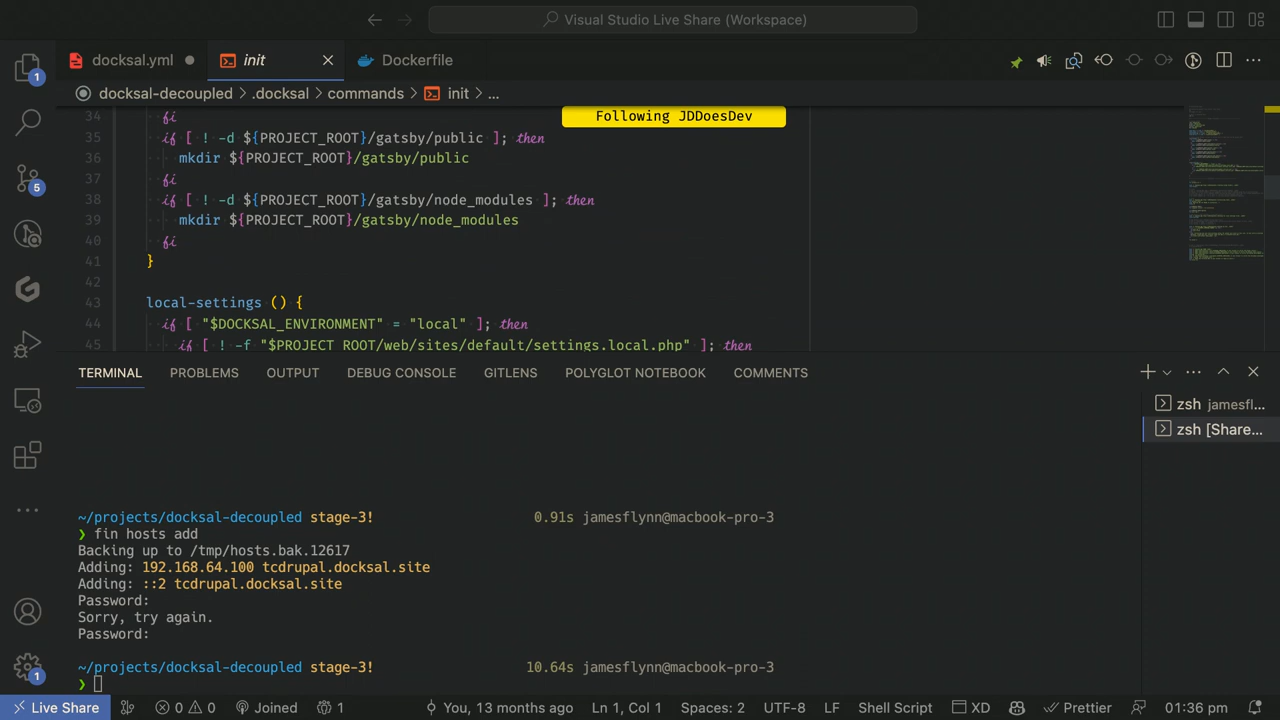 Visual Studio Live Share (Workspace)
docksal.yml
init
Dockerfile
docksal-decoupled > .docksal > commands > init > ...
Following JDDoesDev
34 fi
35 if [ ! -d ${PROJECT_ROOT}/gatsby/public ]; then
36 mkdir ${PROJECT_ROOT}/gatsby/public
37 fi
38 if [ ! -d ${PROJECT_ROOT}/gatsby/node_modules ]; then
39 mkdir ${PROJECT_ROOT}/gatsby/node_modules
40 fi
41 }
42
43 local-settings () {
44 if [ "$DOCKSAL_ENVIRONMENT" = "local" ]; then
45 if [ ! -f "$PROJECT_ROOT/web/sites/default/settings.local.php" ]; then
1
5
TERMINAL PROBLEMS OUTPUT DEBUG CONSOLE GITLENS POLYGLOT NOTEBOOK COMMENTS
zsh jamesfl...
zsh [Share...
~/projects/docksal-decoupled stage-3! 0.91s jamesflynn@macbook-pro-3
❯ fin hosts add
Backing up to /tmp/hosts.bak.12617
Adding: 192.168.64.100 tcdrupal.docksal.site
Adding: ::2 tcdrupal.docksal.site
Password:
Sorry, try again.
Password:
~/projects/docksal-decoupled stage-3! 10.64s jamesflynn@macbook-pro-3
❯
1
Live Share 0 0 Joined 1 You, 13 months ago Ln 1, Col 1 Spaces: 2 UTF-8 LF Shell Script XD Prettier 01:36 pm